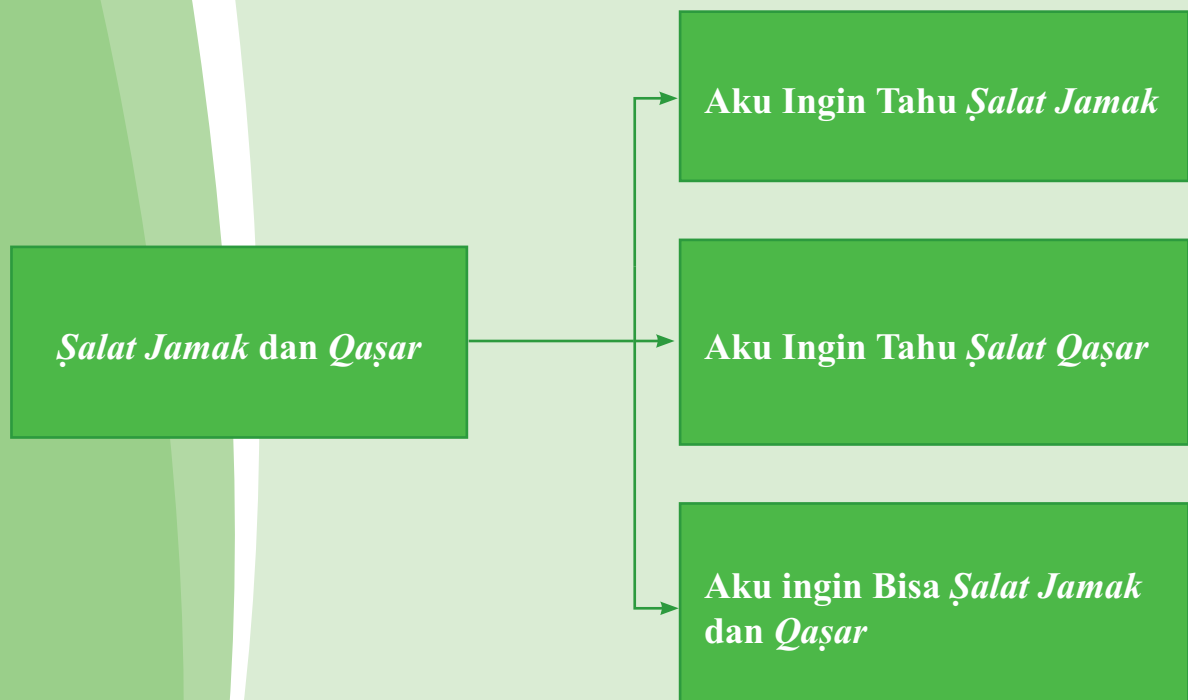 Aku Ingin Tahu Ṣalat Jamak
Ṣalat Jamak dan Qaṣar
Aku Ingin Tahu Ṣalat Qaṣar
Aku ingin Bisa Ṣalat Jamak
dan Qaṣar